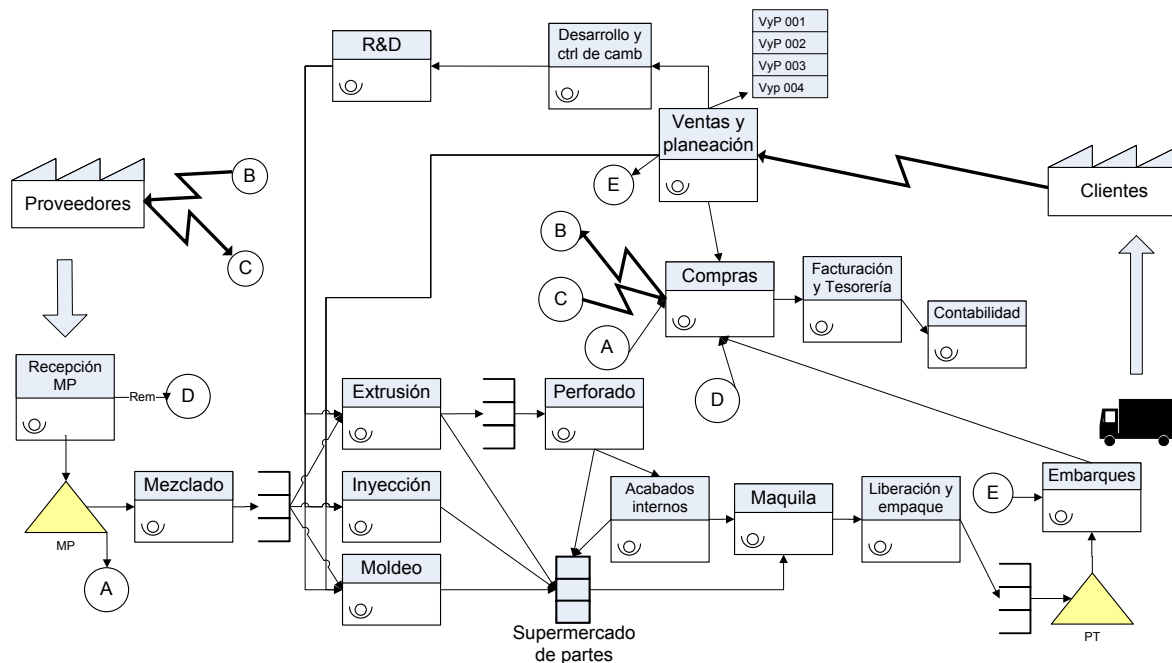 R&D
Desarrollo y
ctrl de camb
VyP 001
VyP 002
VyP 003
Vyp 004
Ventas y
planeación
E
B
Proveedores
C
Clientes
B
C
A
Compras
Facturación
y Tesorería
Contabilidad
D
Recepción
MP
Rem
D
Extrusión
Perforado
MP
A
Mezclado
Inyección
Moldeo
Acabados
internos
Maquila
Liberación y
empaque
E
Embarques
Supermercado
de partes
PT